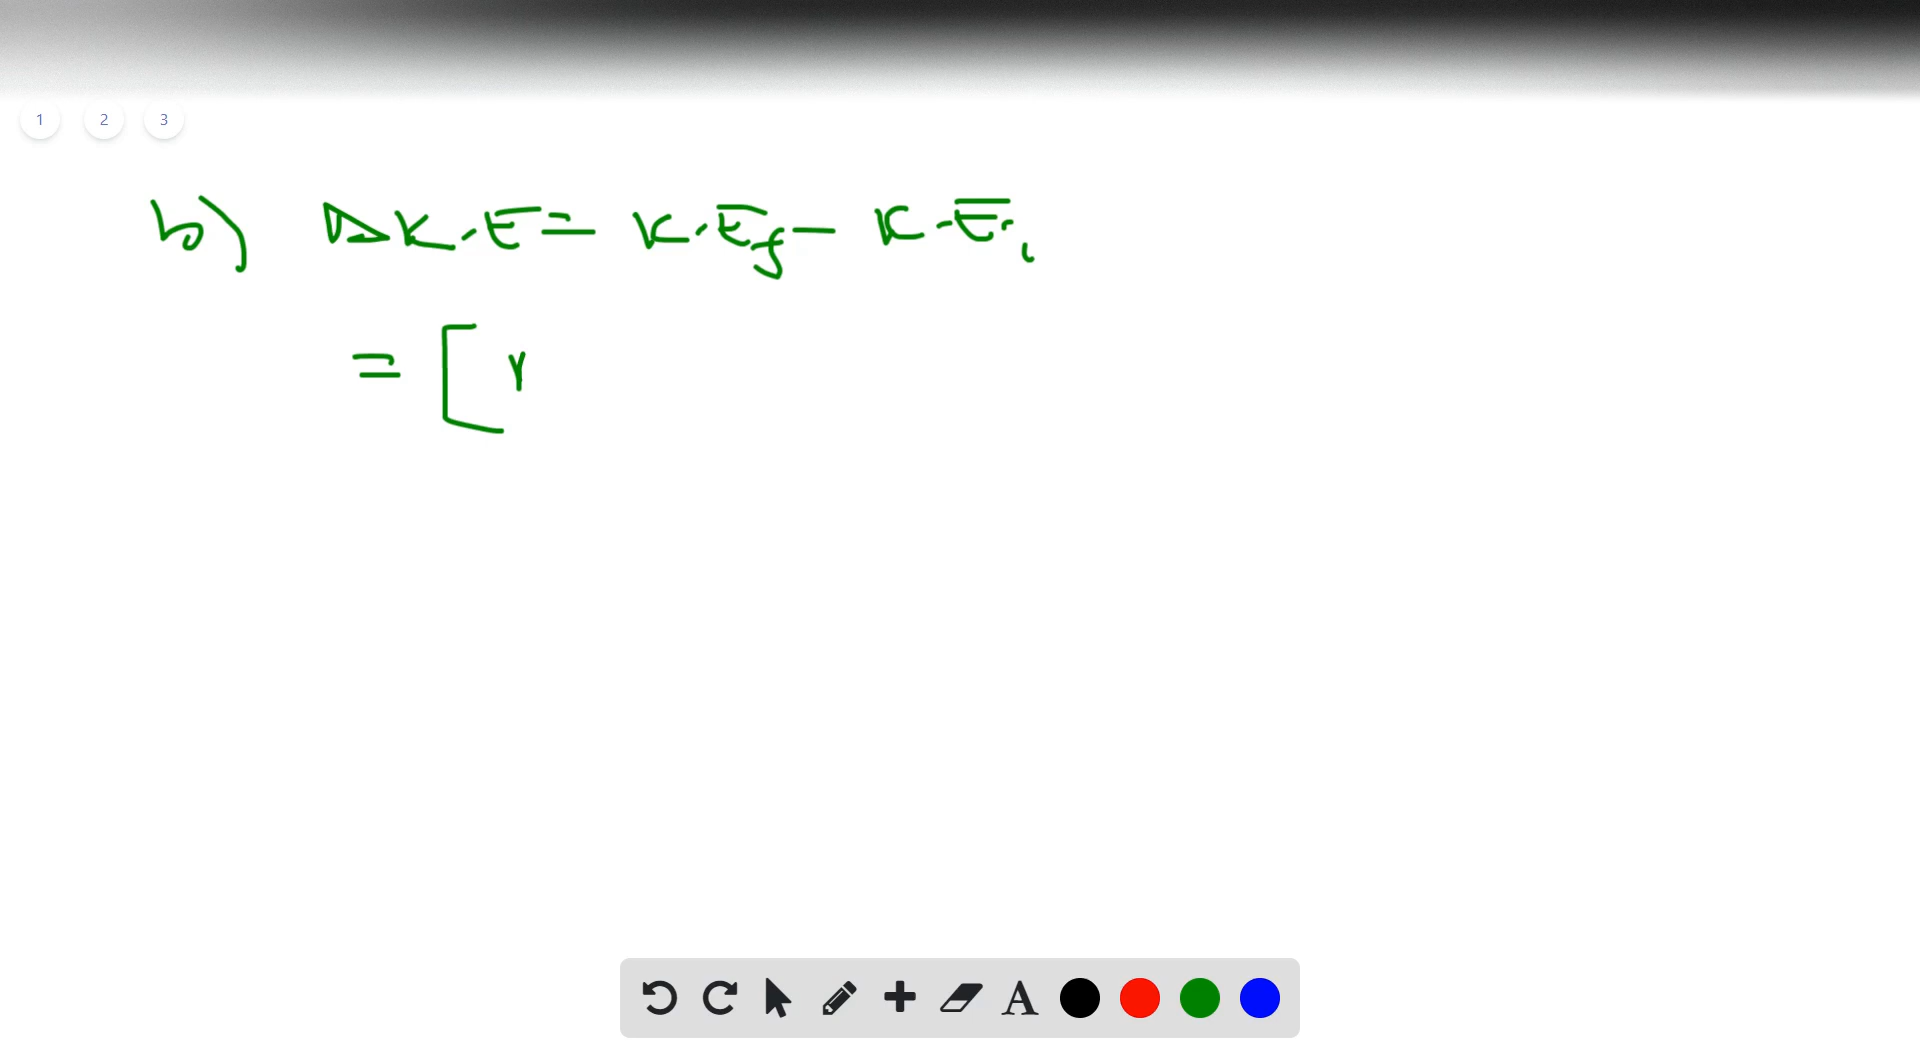 1 2 3
b) ΔK.E = K.E_f - K.E_i
= [
A